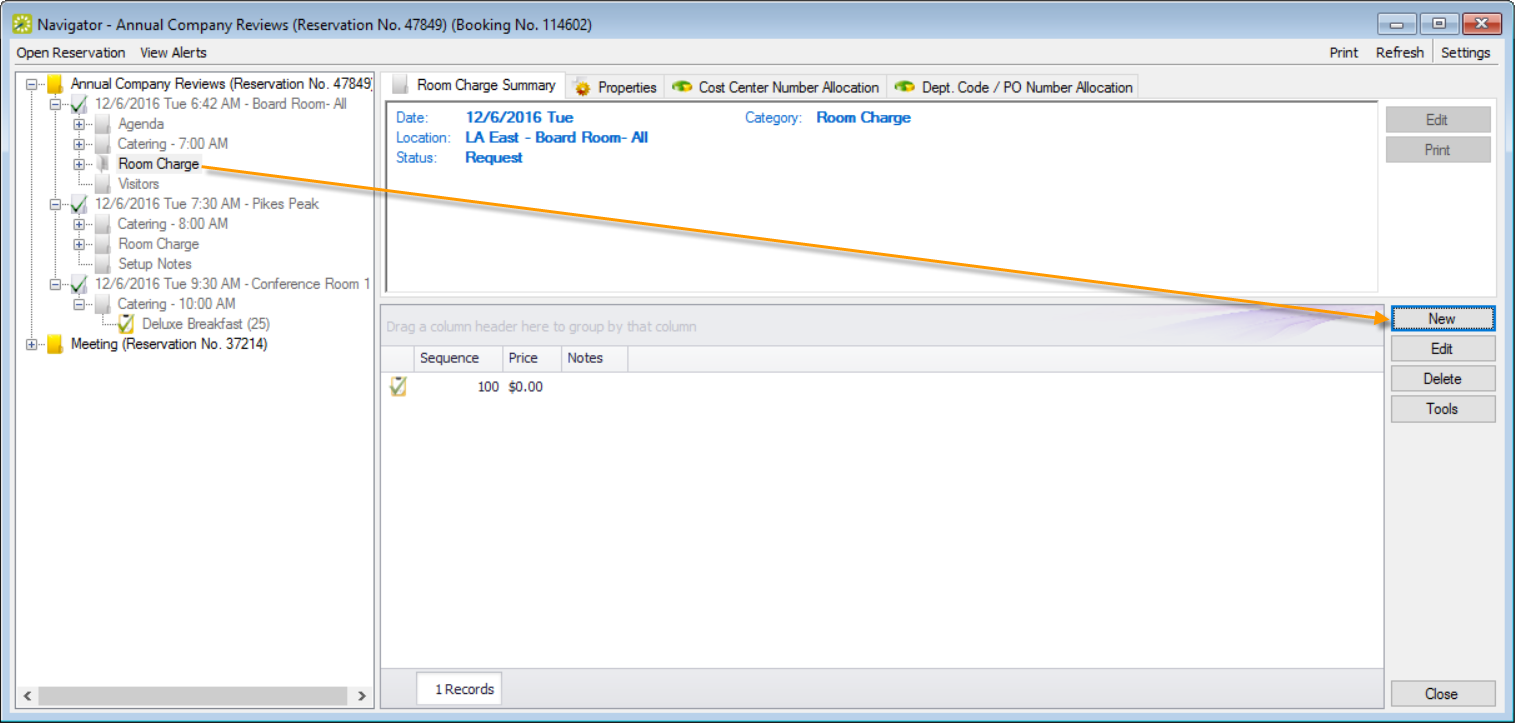 Navigator - Annual Company Reviews (Reservation No. 47849) (Booking No. 114602)
Open Reservation View Alerts Print Refresh Settings
Annual Company Reviews (Reservation No. 47849)
12/6/2016 Tue 6:42 AM - Board Room- All
Agenda
Catering - 7:00 AM
Room Charge
Visitors
12/6/2016 Tue 7:30 AM - Pikes Peak
Catering - 8:00 AM
Room Charge
Setup Notes
12/6/2016 Tue 9:30 AM - Conference Room 1
Catering - 10:00 AM
Deluxe Breakfast (25)
Meeting (Reservation No. 37214)
Room Charge Summary Properties Cost Center Number Allocation Dept. Code / PO Number Allocation
Date: 12/6/2016 Tue Category: Room Charge
Location: LA East - Board Room- All
Status: Request
Edit
Print
Drag a column header here to group by that column
Sequence Price Notes
100 $0.00
1 Records
New
Edit
Delete
Tools
Close